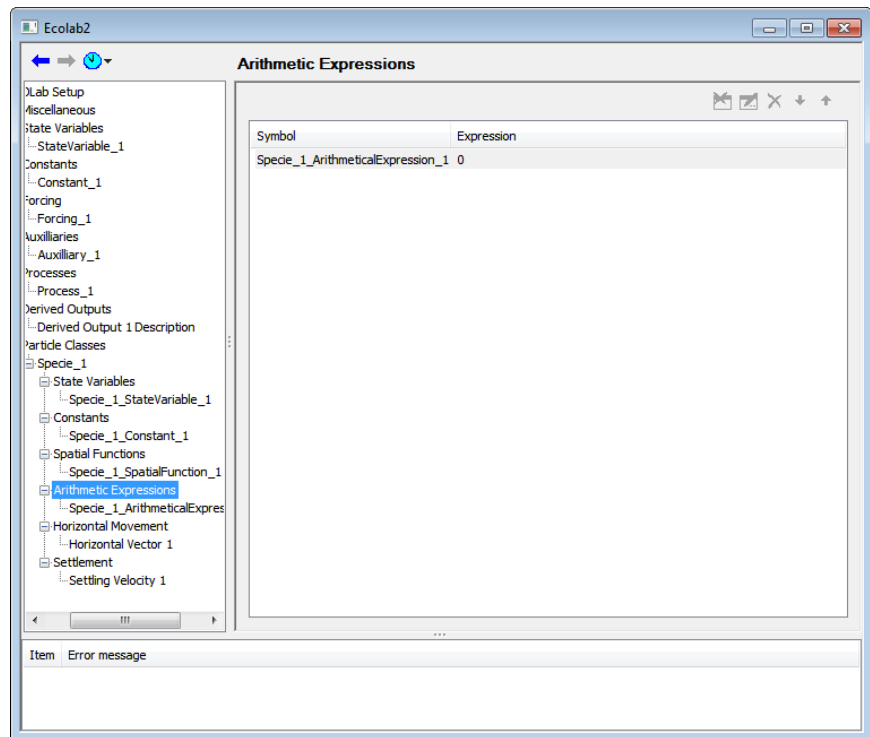 Ecolab2
Arithmetic Expressions
Lab Setup
Miscellaneous
State Variables
StateVariable_1
Constants
Constant_1
Forcing
Forcing_1
Auxilliaries
Auxilliary_1
Processes
Process_1
Derived Outputs
Derived Output 1 Description
Particle Classes
Specie_1
State Variables
Specie_1_StateVariable_1
Constants
Specie_1_Constant_1
Spatial Functions
Specie_1_SpatialFunction_1
Arithmetic Expressions
Specie_1_ArithmeticalExpres
Horizontal Movement
Horizontal Vector 1
Settlement
Settling Velocity 1
Symbol Expression
Specie_1_ArithmeticalExpression_1 0
Item Error message